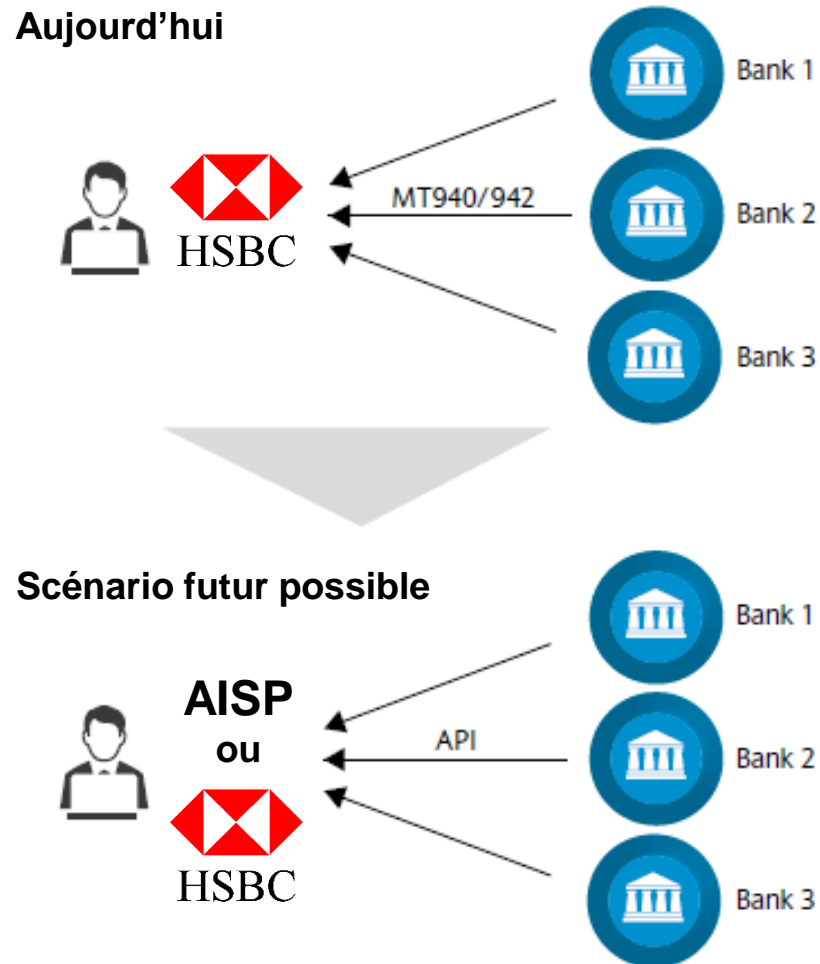 Aujourd’hui
Bank 1
MT940/942
HSBC
Bank 2
Bank 3
Scénario futur possible
Bank 1
AISP
ou
API
Bank 2
HSBC
Bank 3